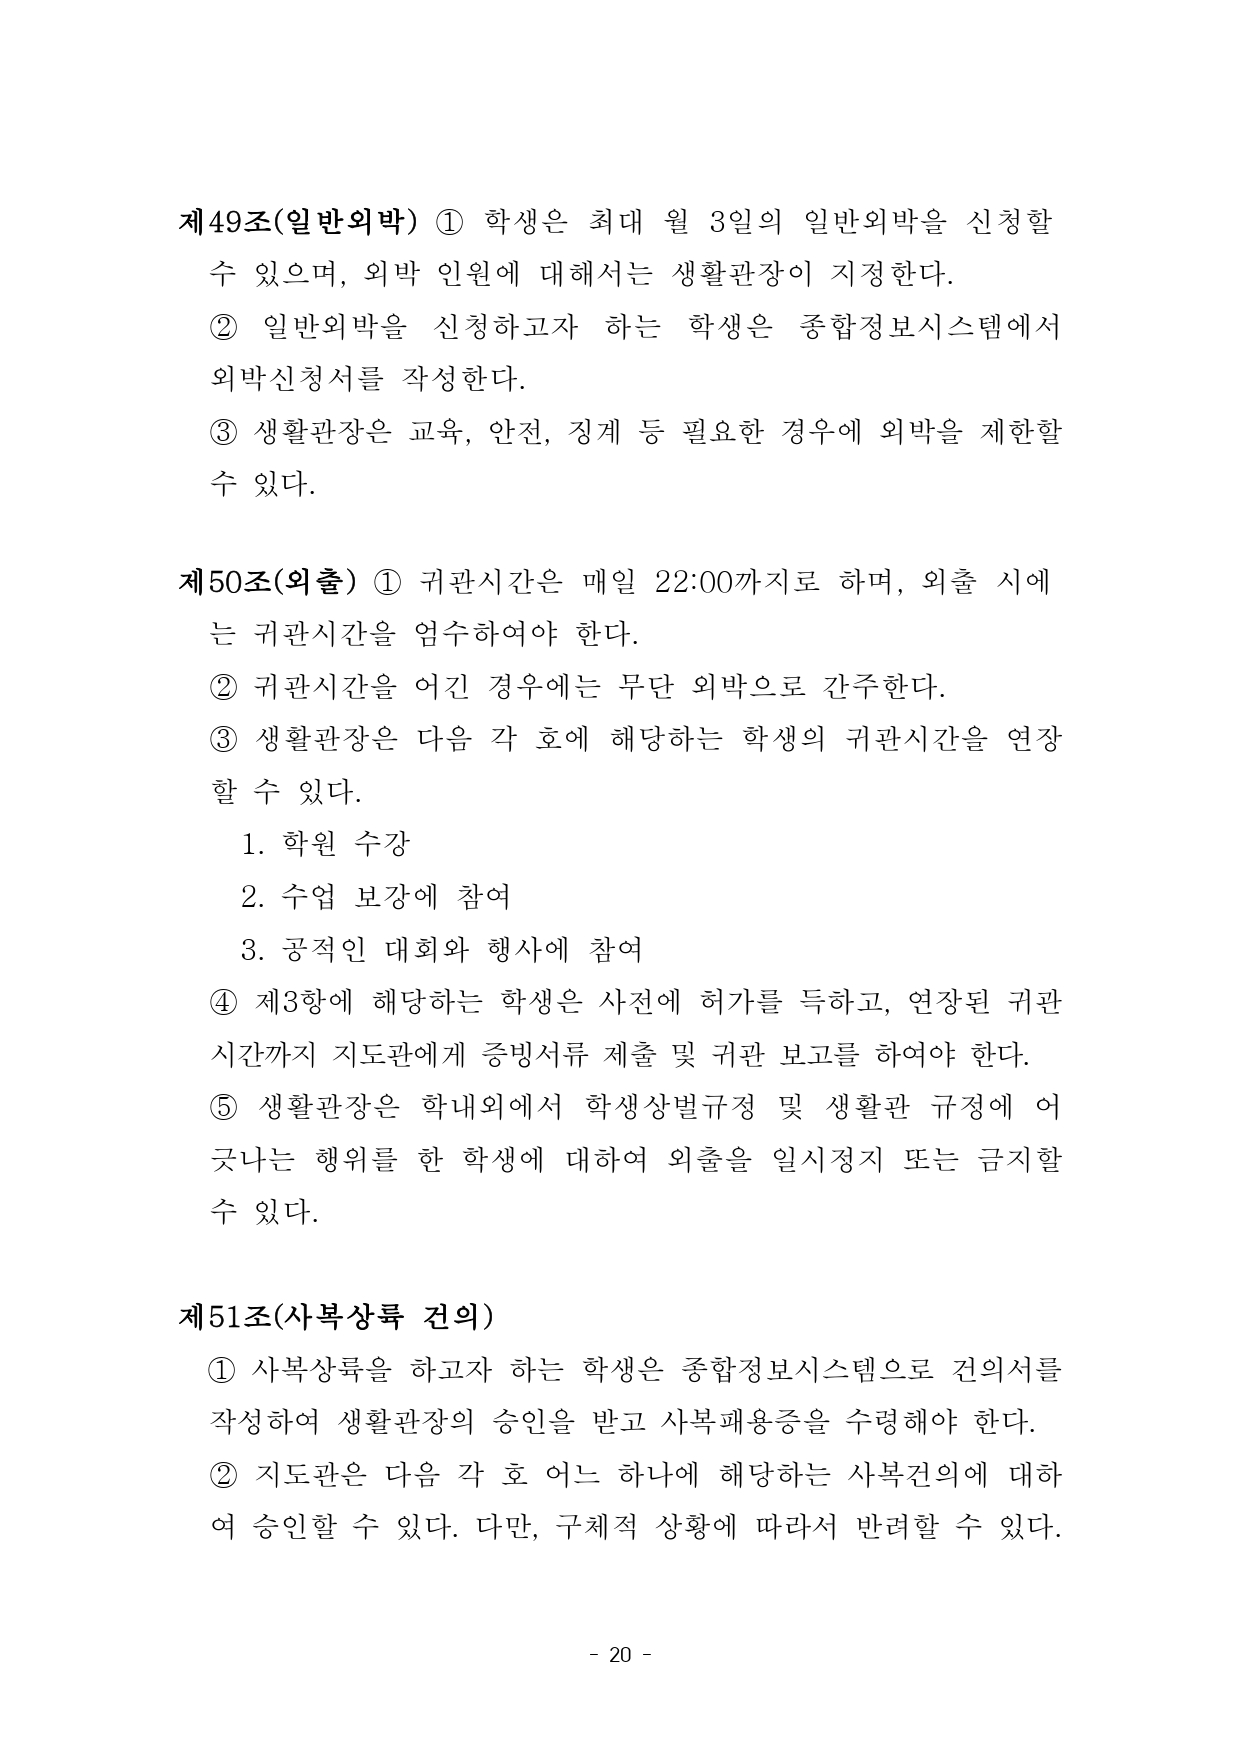 제49조(일반외박) ① 학생은 최대 월 3일의 일반외박을 신청할
수 있으며, 외박 인원에 대해서는 생활관장이 지정한다.
② 일반외박을 신청하고자 하는 학생은 종합정보시스템에서
외박신청서를 작성한다.
③ 생활관장은 교육, 안전, 징계 등 필요한 경우에 외박을 제한할
수 있다.
제50조(외출) ① 귀관시간은 매일 22:00까지로 하며, 외출 시에
는 귀관시간을 엄수하여야 한다.
② 귀관시간을 어긴 경우에는 무단 외박으로 간주한다.
③ 생활관장은 다음 각 호에 해당하는 학생의 귀관시간을 연장
할 수 있다.
1. 학원 수강
2. 수업 보강에 참여
3. 공적인 대회와 행사에 참여
④ 제3항에 해당하는 학생은 사전에 허가를 득하고, 연장된 귀관
시간까지 지도관에게 증빙서류 제출 및 귀관 보고를 하여야 한다.
⑤ 생활관장은 학내외에서 학생상벌규정 및 생활관 규정에 어
긋나는 행위를 한 학생에 대하여 외출을 일시정지 또는 금지할
수 있다.
제51조(사복상륙 건의)
① 사복상륙을 하고자 하는 학생은 종합정보시스템으로 건의서를
작성하여 생활관장의 승인을 받고 사복패용증을 수령해야 한다.
② 지도관은 다음 각 호 어느 하나에 해당하는 사복건의에 대하
여 승인할 수 있다. 다만, 구체적 상황에 따라서 반려할 수 있다.
- 20 -